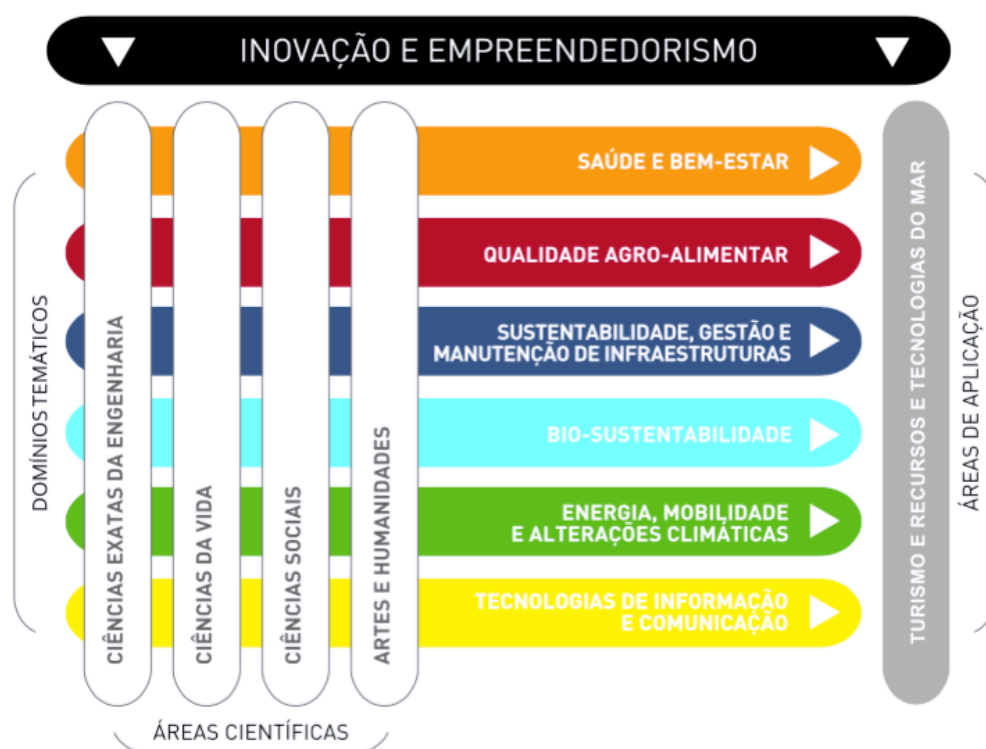 INOVAÇÃO E EMPREENDEDORISMO
DOMÍNIOS TEMÁTICOS
CIÊNCIAS EXATAS DA ENGENHARIA
CIÊNCIAS DA VIDA
CIÊNCIAS SOCIAIS
ARTES E HUMANIDADES
SAÚDE E BEM-ESTAR
QUALIDADE AGRO-ALIMENTAR
SUSTENTABILIDADE, GESTÃO E
MANUTENÇÃO DE INFRAESTRUTURAS
BIO-SUSTENTABILIDADE
ENERGIA, MOBILIDADE
E ALTERAÇÕES CLIMÁTICAS
TECNOLOGIAS DE INFORMAÇÃO
E COMUNICAÇÃO
TURISMO E RECURSOS E TECNOLOGIAS DO MAR
ÁREAS DE APLICAÇÃO
ÁREAS CIENTÍFICAS